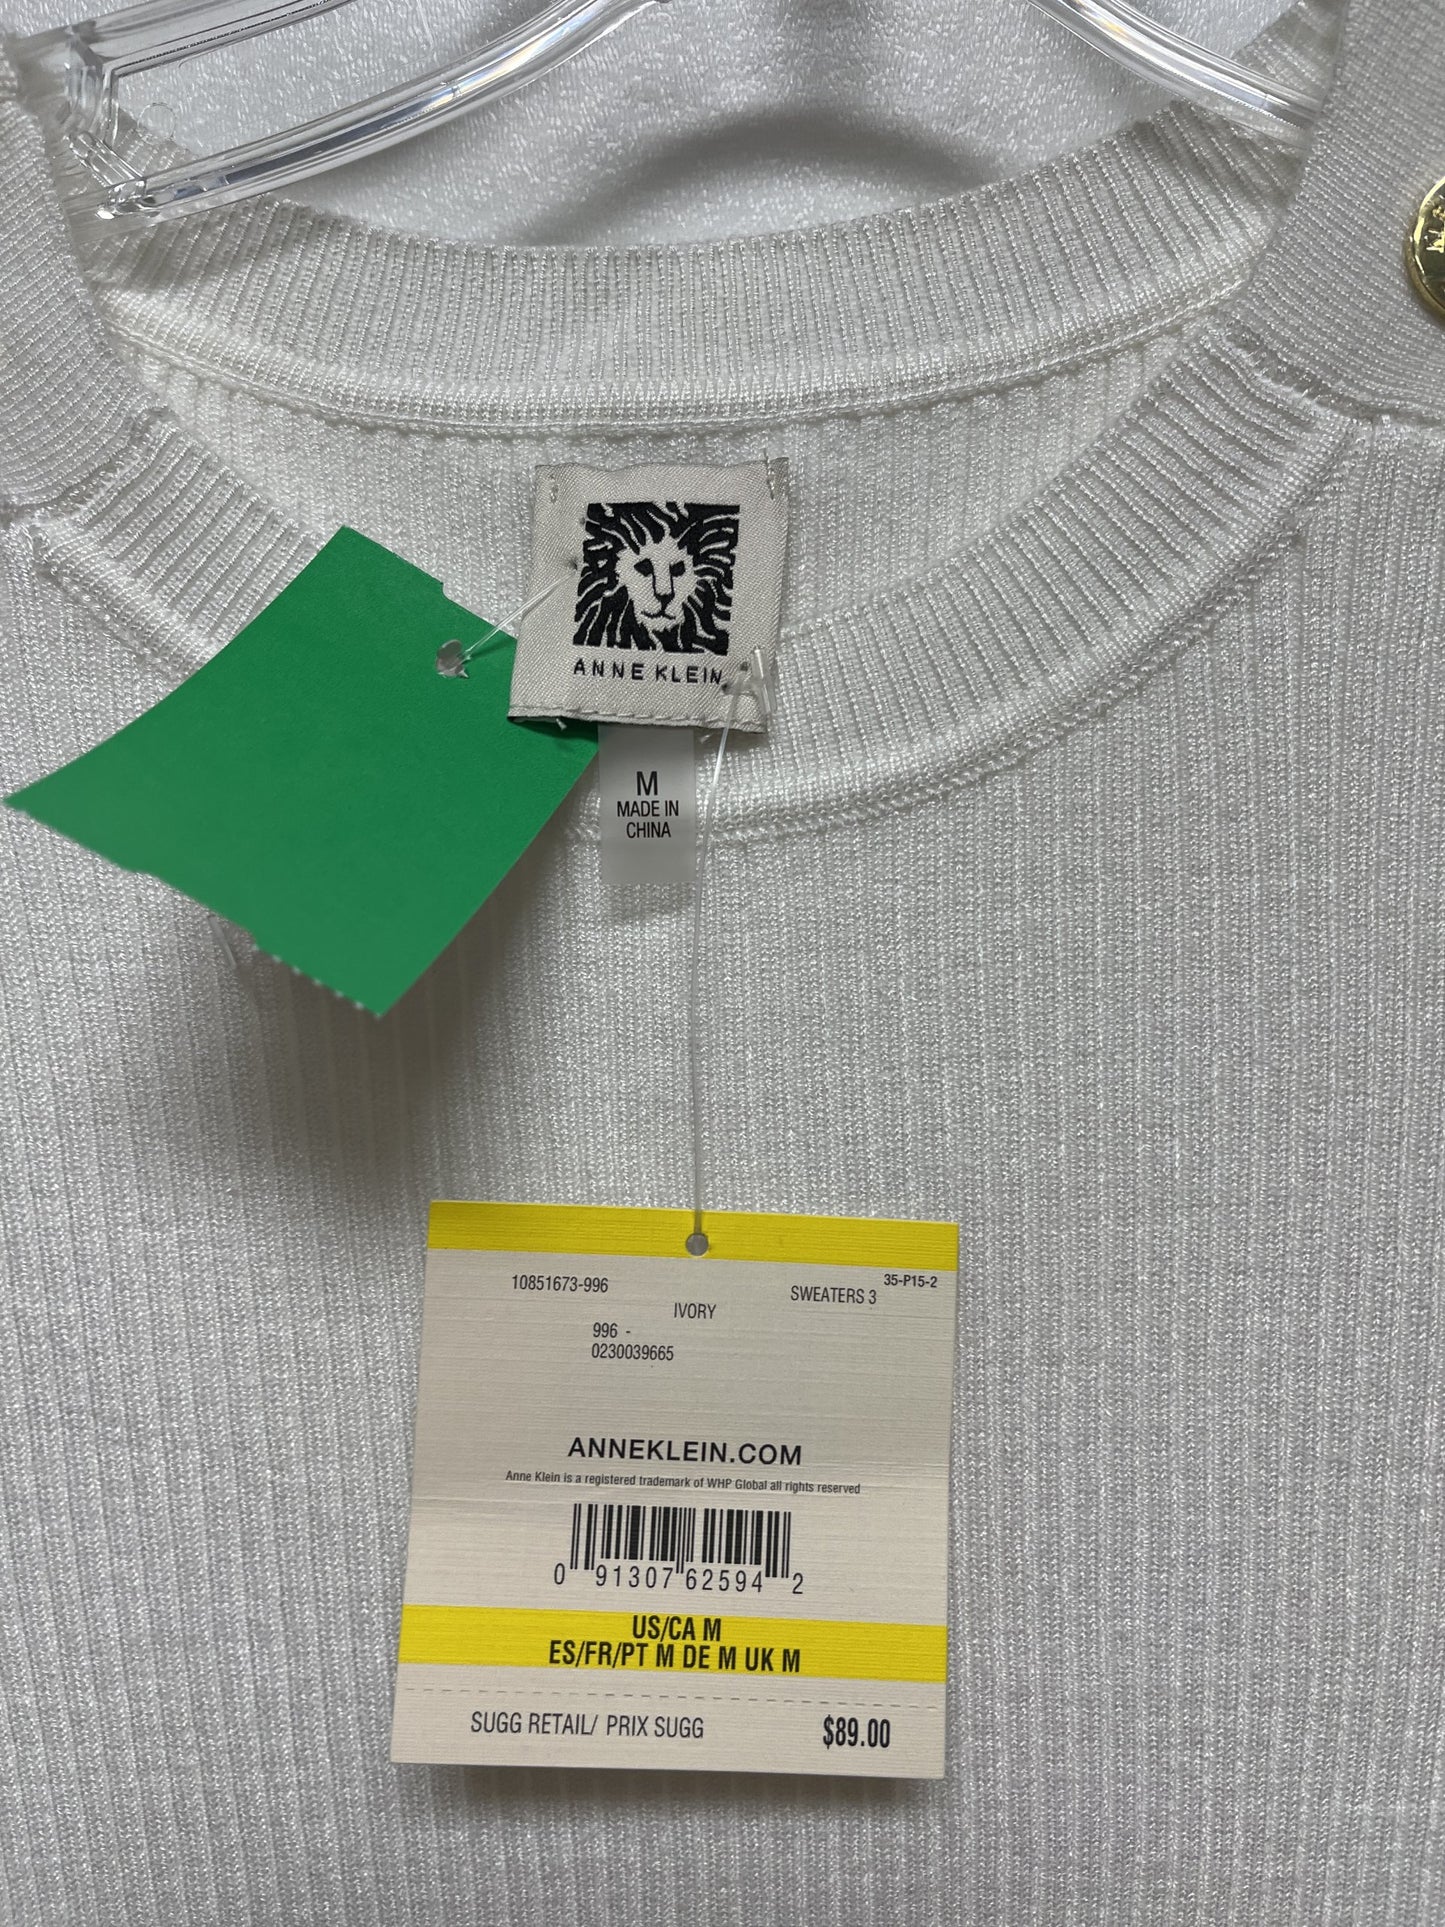 ANNE KLEIN
M
MADE IN
CHINA
35-P15-2
10851673-996
SWEATERS 3
IVORY
996 -
0230039665
ANNEKLEIN.COM
Anne Klein is a registered trademark of WHP Global all rights reserved
0 91307 62594 2
US/CA M
ES/FR/PT M DE M UK M
SUGG RETAIL/ PRIX SUGG $89.00